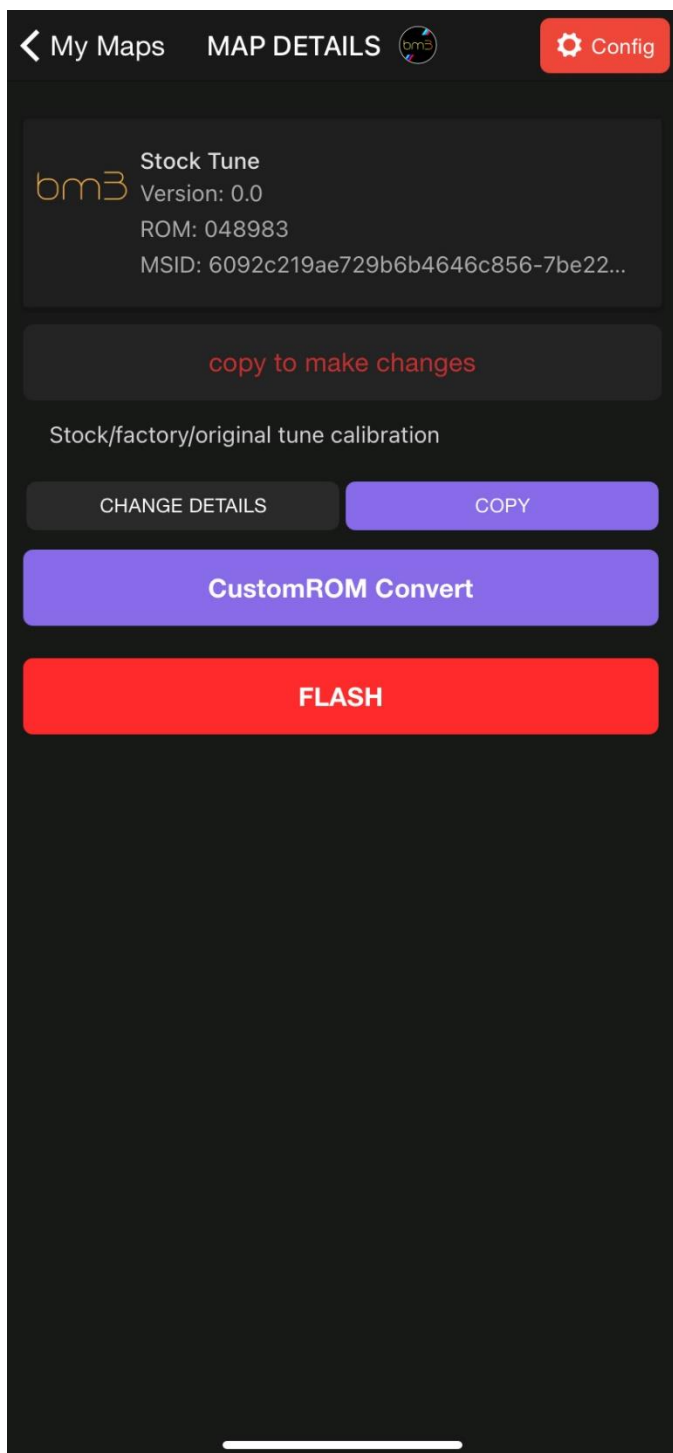 My Maps MAP DETAILS bm3 Config
bm3
Stock Tune
Version: 0.0
ROM: 048983
MSID: 6092c219ae729b6b4646c856-7be22...
copy to make changes
Stock/factory/original tune calibration
CHANGE DETAILS COPY
CustomROM Convert
FLASH